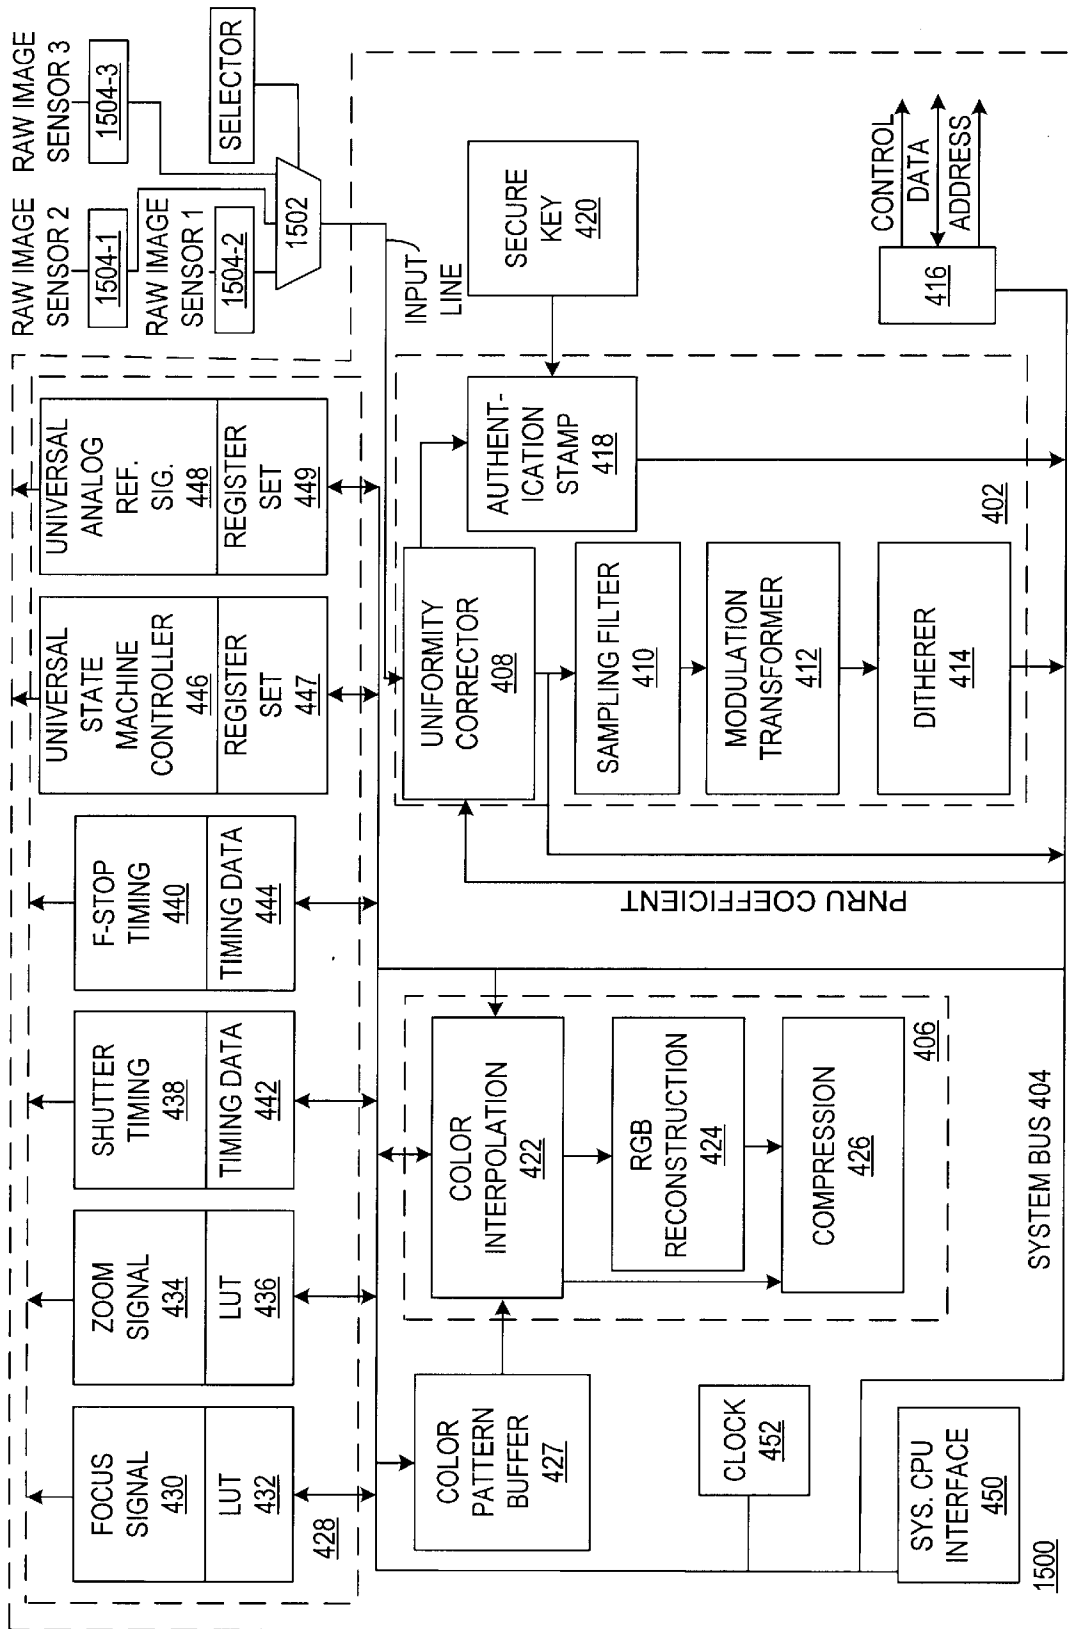 RAW IMAGE
SENSOR 2
1504-1
RAW IMAGE
SENSOR 3
1504-3
RAW IMAGE
SENSOR 1
1504-2
SELECTOR
1502
INPUT
LINE
FOCUS
SIGNAL
430
LUT
432
ZOOM
SIGNAL
434
LUT
436
SHUTTER
TIMING
438
TIMING DATA
442
F-STOP
TIMING
440
TIMING DATA
444
UNIVERSAL
STATE
MACHINE
CONTROLLER
446
REGISTER
SET
447
UNIVERSAL
ANALOG
REF.
SIG.
448
REGISTER
SET
449
428
COLOR
PATTERN
BUFFER
427
COLOR
INTERPOLATION
422
RGB
RECONSTRUCTION
424
COMPRESSION
426
406
PNRU COEFFICIENT
UNIFORMITY
CORRECTOR
408
AUTHENT-
ICATION
STAMP
418
SAMPLING FILTER
410
MODULATION
TRANSFORMER
412
DITHERER
414
402
SECURE
KEY
420
416
CONTROL
DATA
ADDRESS
CLOCK
452
SYS. CPU
INTERFACE
450
SYSTEM BUS 404
1500